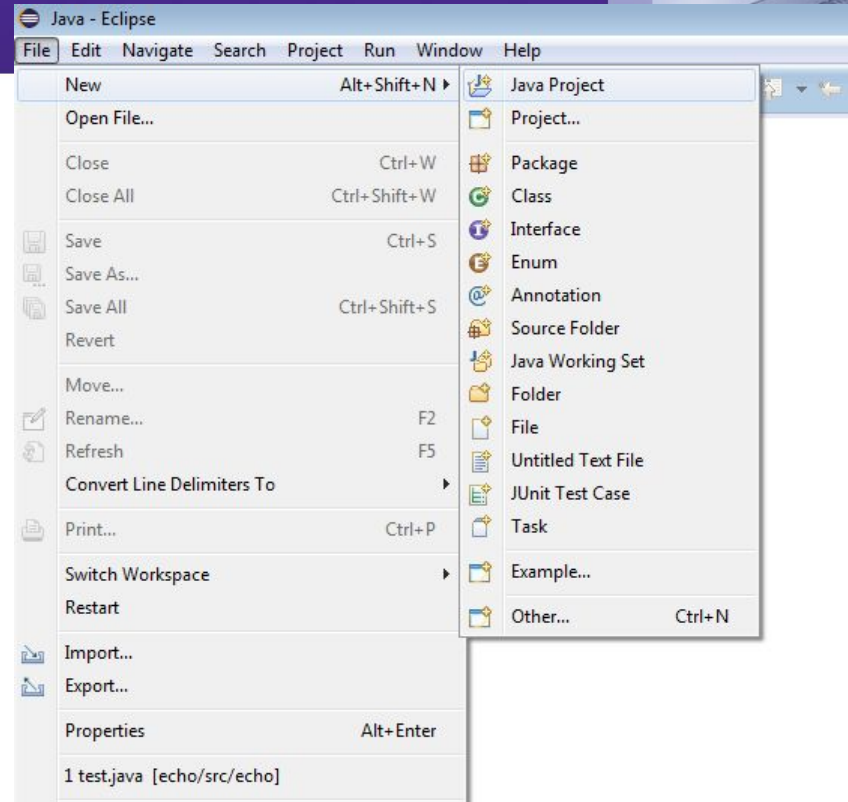 Java - Eclipse
File Edit Navigate Search Project Run Window Help
New Alt+Shift+N
Open File...
Close Ctrl+W
Close All Ctrl+Shift+W
Save Ctrl+S
Save As...
Save All Ctrl+Shift+S
Revert
Move...
Rename... F2
Refresh F5
Convert Line Delimiters To
Print... Ctrl+P
Switch Workspace
Restart
Import...
Export...
Properties Alt+Enter
1 test.java [echo/src/echo]
Java Project
Project...
Package
Class
Interface
Enum
Annotation
Source Folder
Java Working Set
Folder
File
Untitled Text File
JUnit Test Case
Task
Example...
Other... Ctrl+N